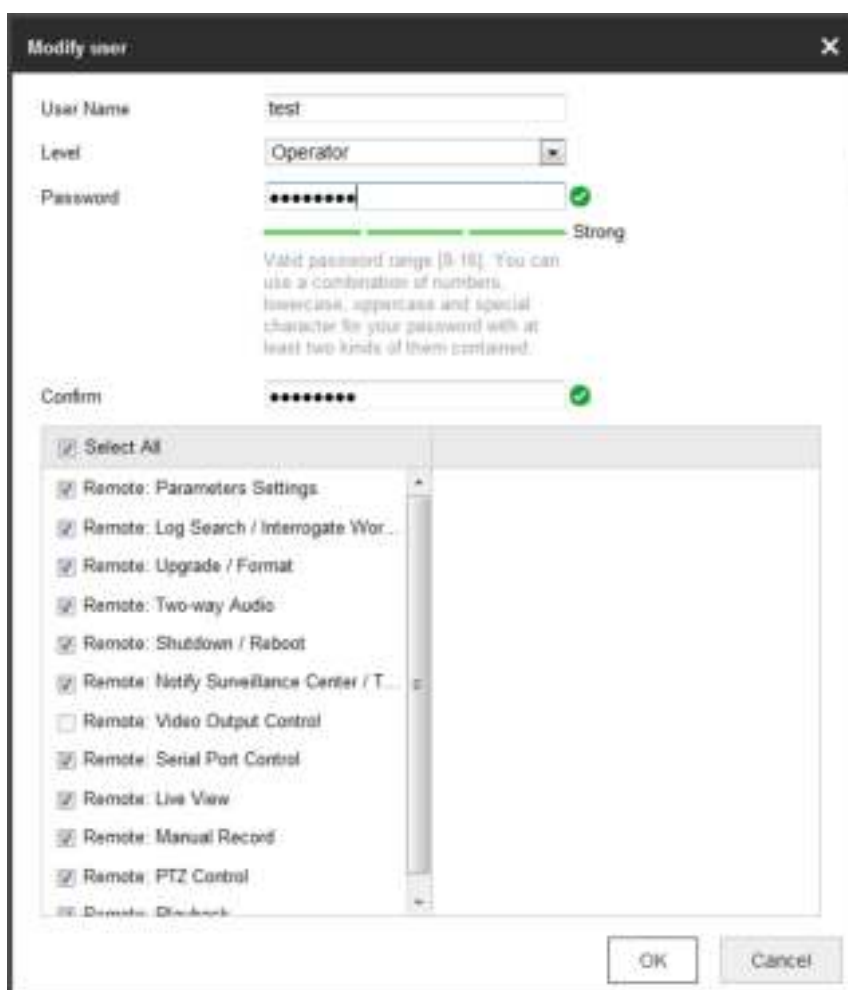 Modify user
User Name
test
Level
Operator
Password
Strong
Valid password range [8-16]. You can
use a combination of numbers,
lowercase, uppercase and special
character for your password with at
least two kinds of them contained.
Confirm
Select All
Remote: Parameters Settings
Remote: Log Search / Interrogate Wor...
Remote: Upgrade / Format
Remote: Two-way Audio
Remote: Shutdown / Reboot
Remote: Notify Surveillance Center / T...
Remote: Video Output Control
Remote: Serial Port Control
Remote: Live View
Remote: Manual Record
Remote: PTZ Control
Remote: Playback
OK
Cancel